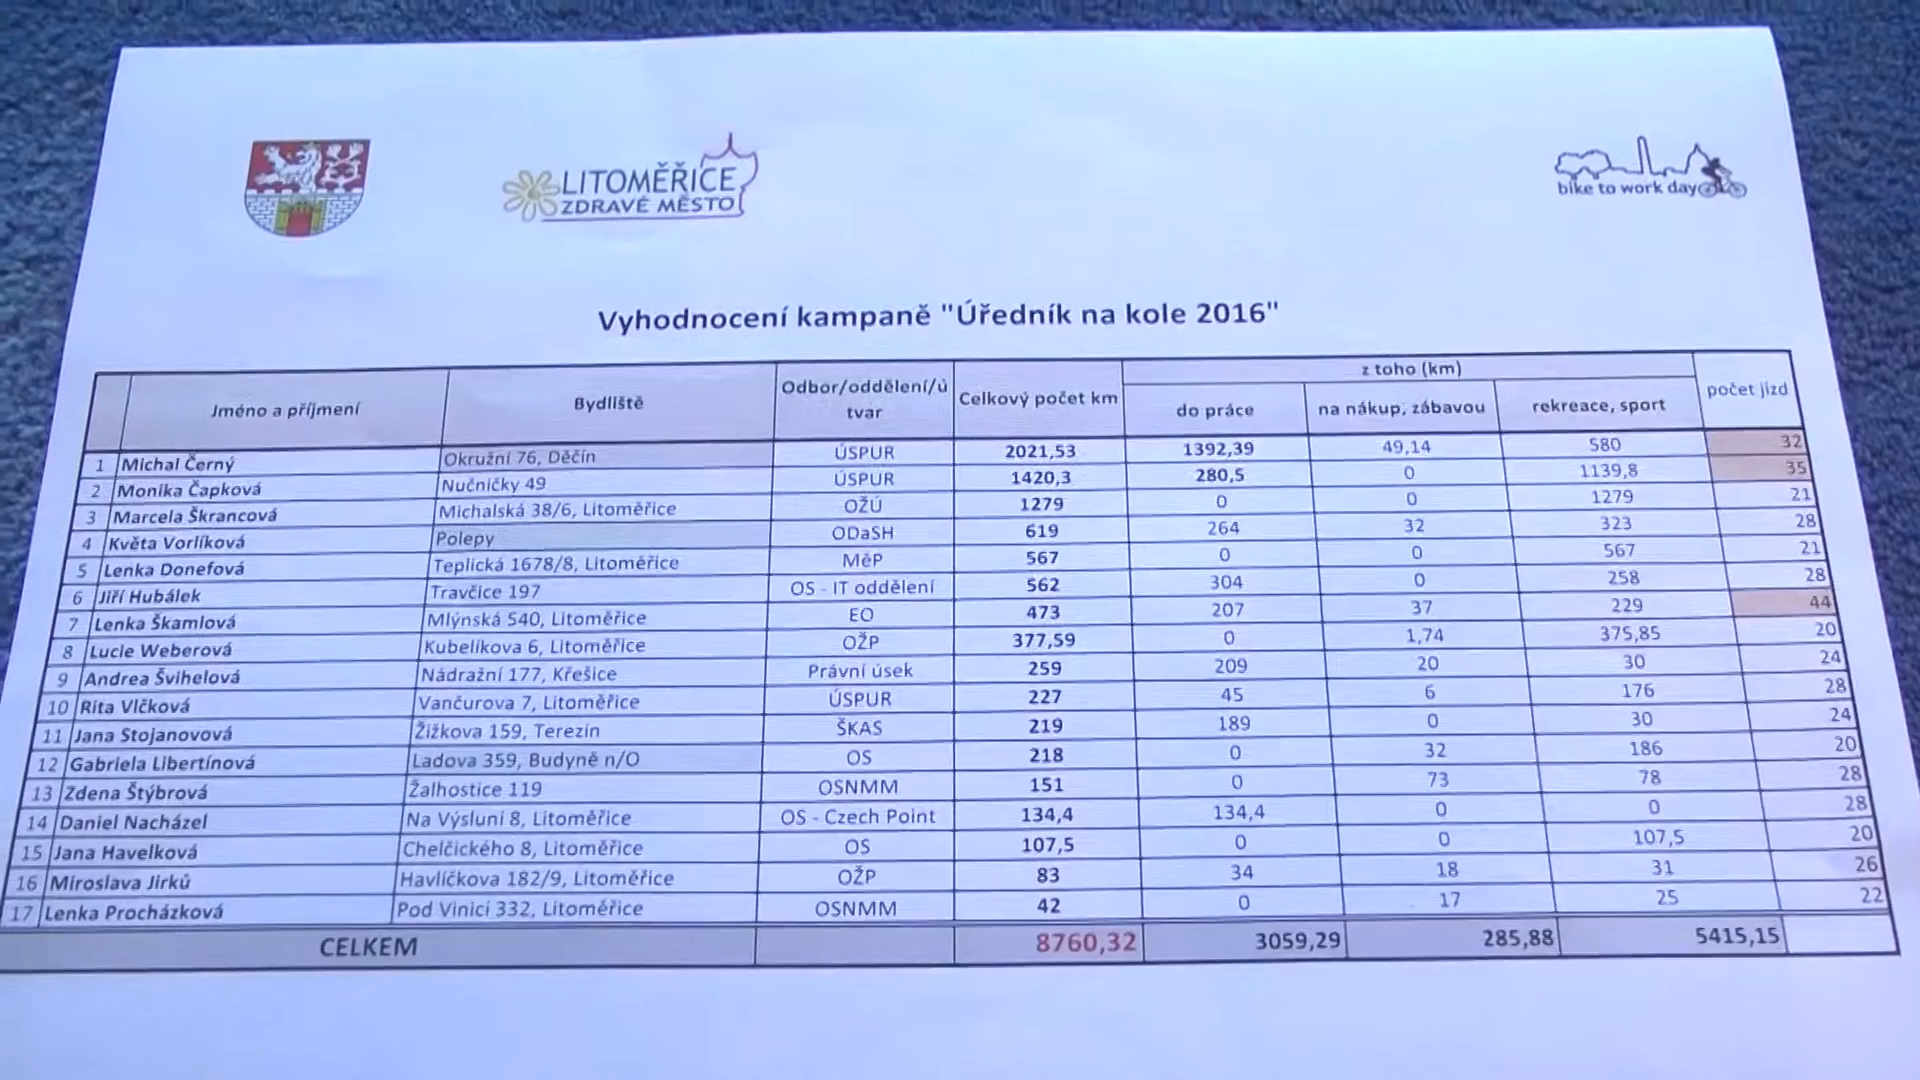 LITOMĚŘICE
ZDRAVÉ MĚSTO
bike to work day
Vyhodnocení kampaně "Úředník na kole 2016"
Jméno a příjmení Bydliště Odbor/oddělení/ú tvar Celkový počet km z toho (km) počet jízd
do práce na nákup, zábavou rekreace, sport
1 Michal Černý Okružní 76, Děčín ÚSPUR 2021,53 1392,39 49,14 580 32
2 Monika Čapková Nučničky 49 ÚSPUR 1420,3 280,5 0 1139,8 35
3 Marcela Škrancová Michalská 38/6, Litoměřice OŽÚ 1279 0 0 1279 21
4 Květa Vorlíková Polepy ODaSH 619 264 32 323 28
5 Lenka Donefová Teplická 1678/8, Litoměřice MěP 567 0 0 567 21
6 Jiří Hubálek Travčice 197 OS - IT oddělení 562 304 0 258 28
7 Lenka Škamlová Mlýnská 540, Litoměřice EO 473 207 37 229 44
8 Lucie Weberová Kubelíkova 6, Litoměřice OŽP 377,59 0 1,74 375,85 20
9 Andrea Švihelová Nádražní 177, Křešice Právní úsek 259 209 20 30 24
10 Rita Vlčková Vančurova 7, Litoměřice ÚSPUR 227 45 6 176 28
11 Jana Stojanovová Žižkova 159, Terezín ŠKAS 219 189 0 30 24
12 Gabriela Libertínová Ladova 359, Budyně n/O OS 218 0 32 186 20
13 Zdena Štýbrová Žalhostice 119 OSNMM 151 0 73 78 28
14 Daniel Nacházel Na Výsluní 8, Litoměřice OS - Czech Point 134,4 134,4 0 0 28
15 Jana Havelková Chelčického 8, Litoměřice OS 107,5 0 0 107,5 20
16 Miroslava Jirků Havlíčkova 182/9, Litoměřice OŽP 83 34 18 31 26
17 Lenka Procházková Pod Vinicí 332, Litoměřice OSNMM 42 0 17 25 22
CELKEM 8760,32 3059,29 285,88 5415,15